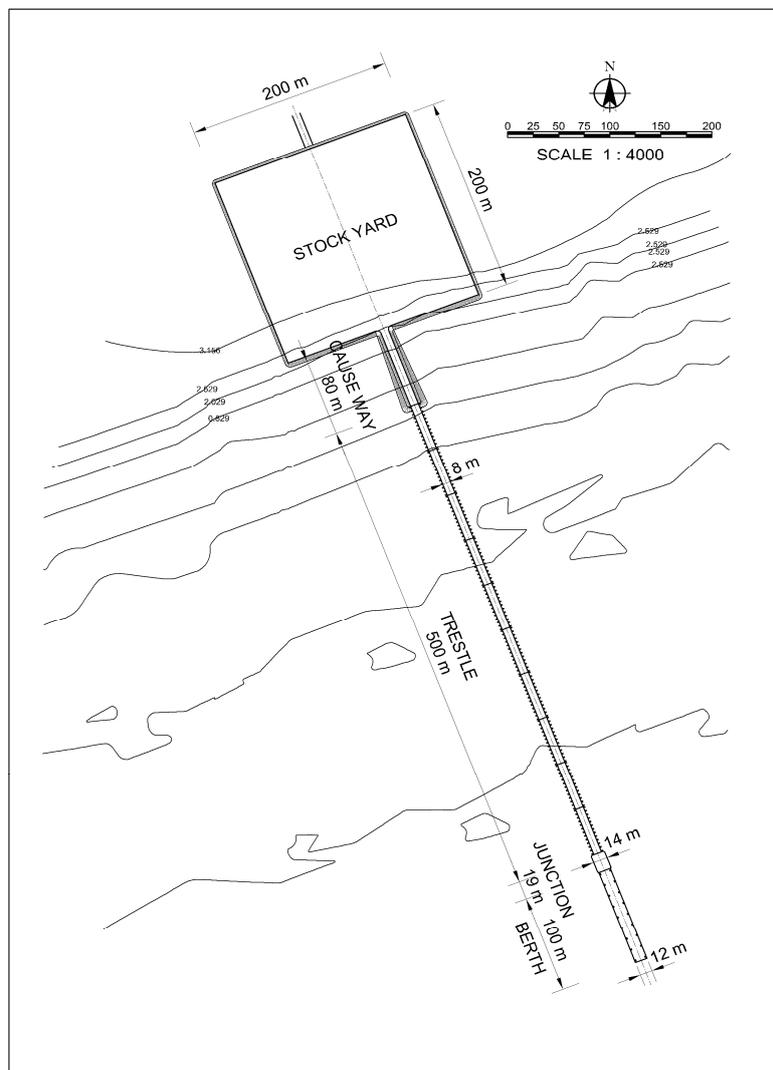 200 m
N
0 25 50 75 100 150 200
SCALE 1 : 4000
200 m
STOCK YARD
2.529
2.529
2.529
2.529
3.156
CAUSE WAY
80 m
2.529
2.029
0.529
8 m
TRESTLE
500 m
14 m
JUNCTION
19 m
100 m
BERTH
12 m